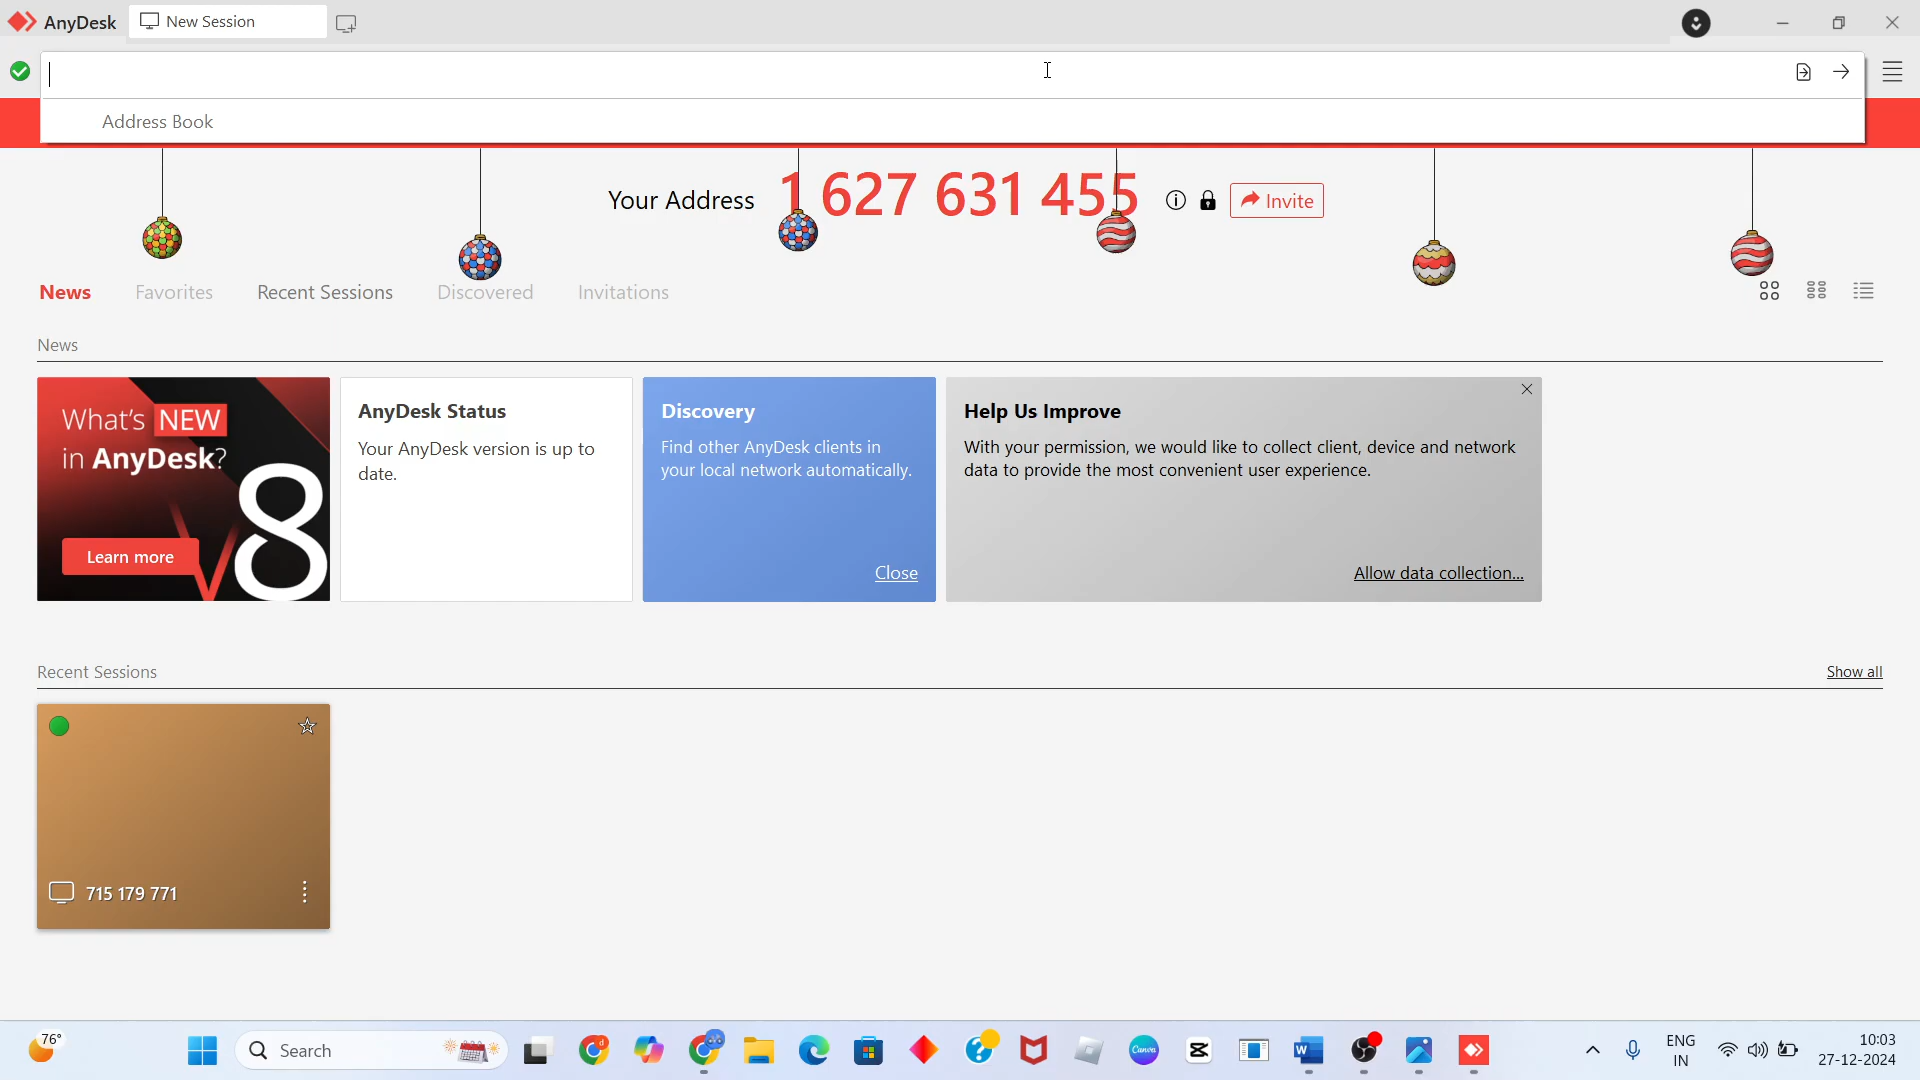 AnyDesk
New Session
Address Book
Your Address 1 627 631 455 Invite
News Favorites Recent Sessions Discovered Invitations
News
What's NEW
in AnyDesk?
V8
Learn more
AnyDesk Status
Your AnyDesk version is up to
date.
Discovery
Find other AnyDesk clients in
your local network automatically.
Close
Help Us Improve
With your permission, we would like to collect client, device and network
data to provide the most convenient user experience.
Allow data collection...
Recent Sessions Show all
715 179 771
76°
Search
Canva
ENG
IN
10:03
27-12-2024